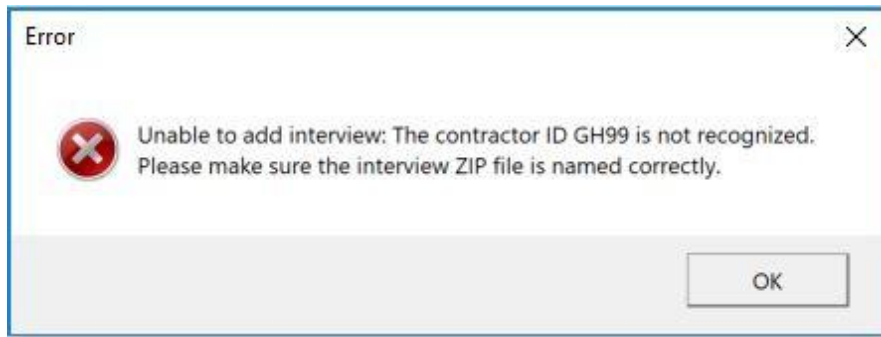 Error
Unable to add interview: The contractor ID GH99 is not recognized.
Please make sure the interview ZIP file is named correctly.
OK